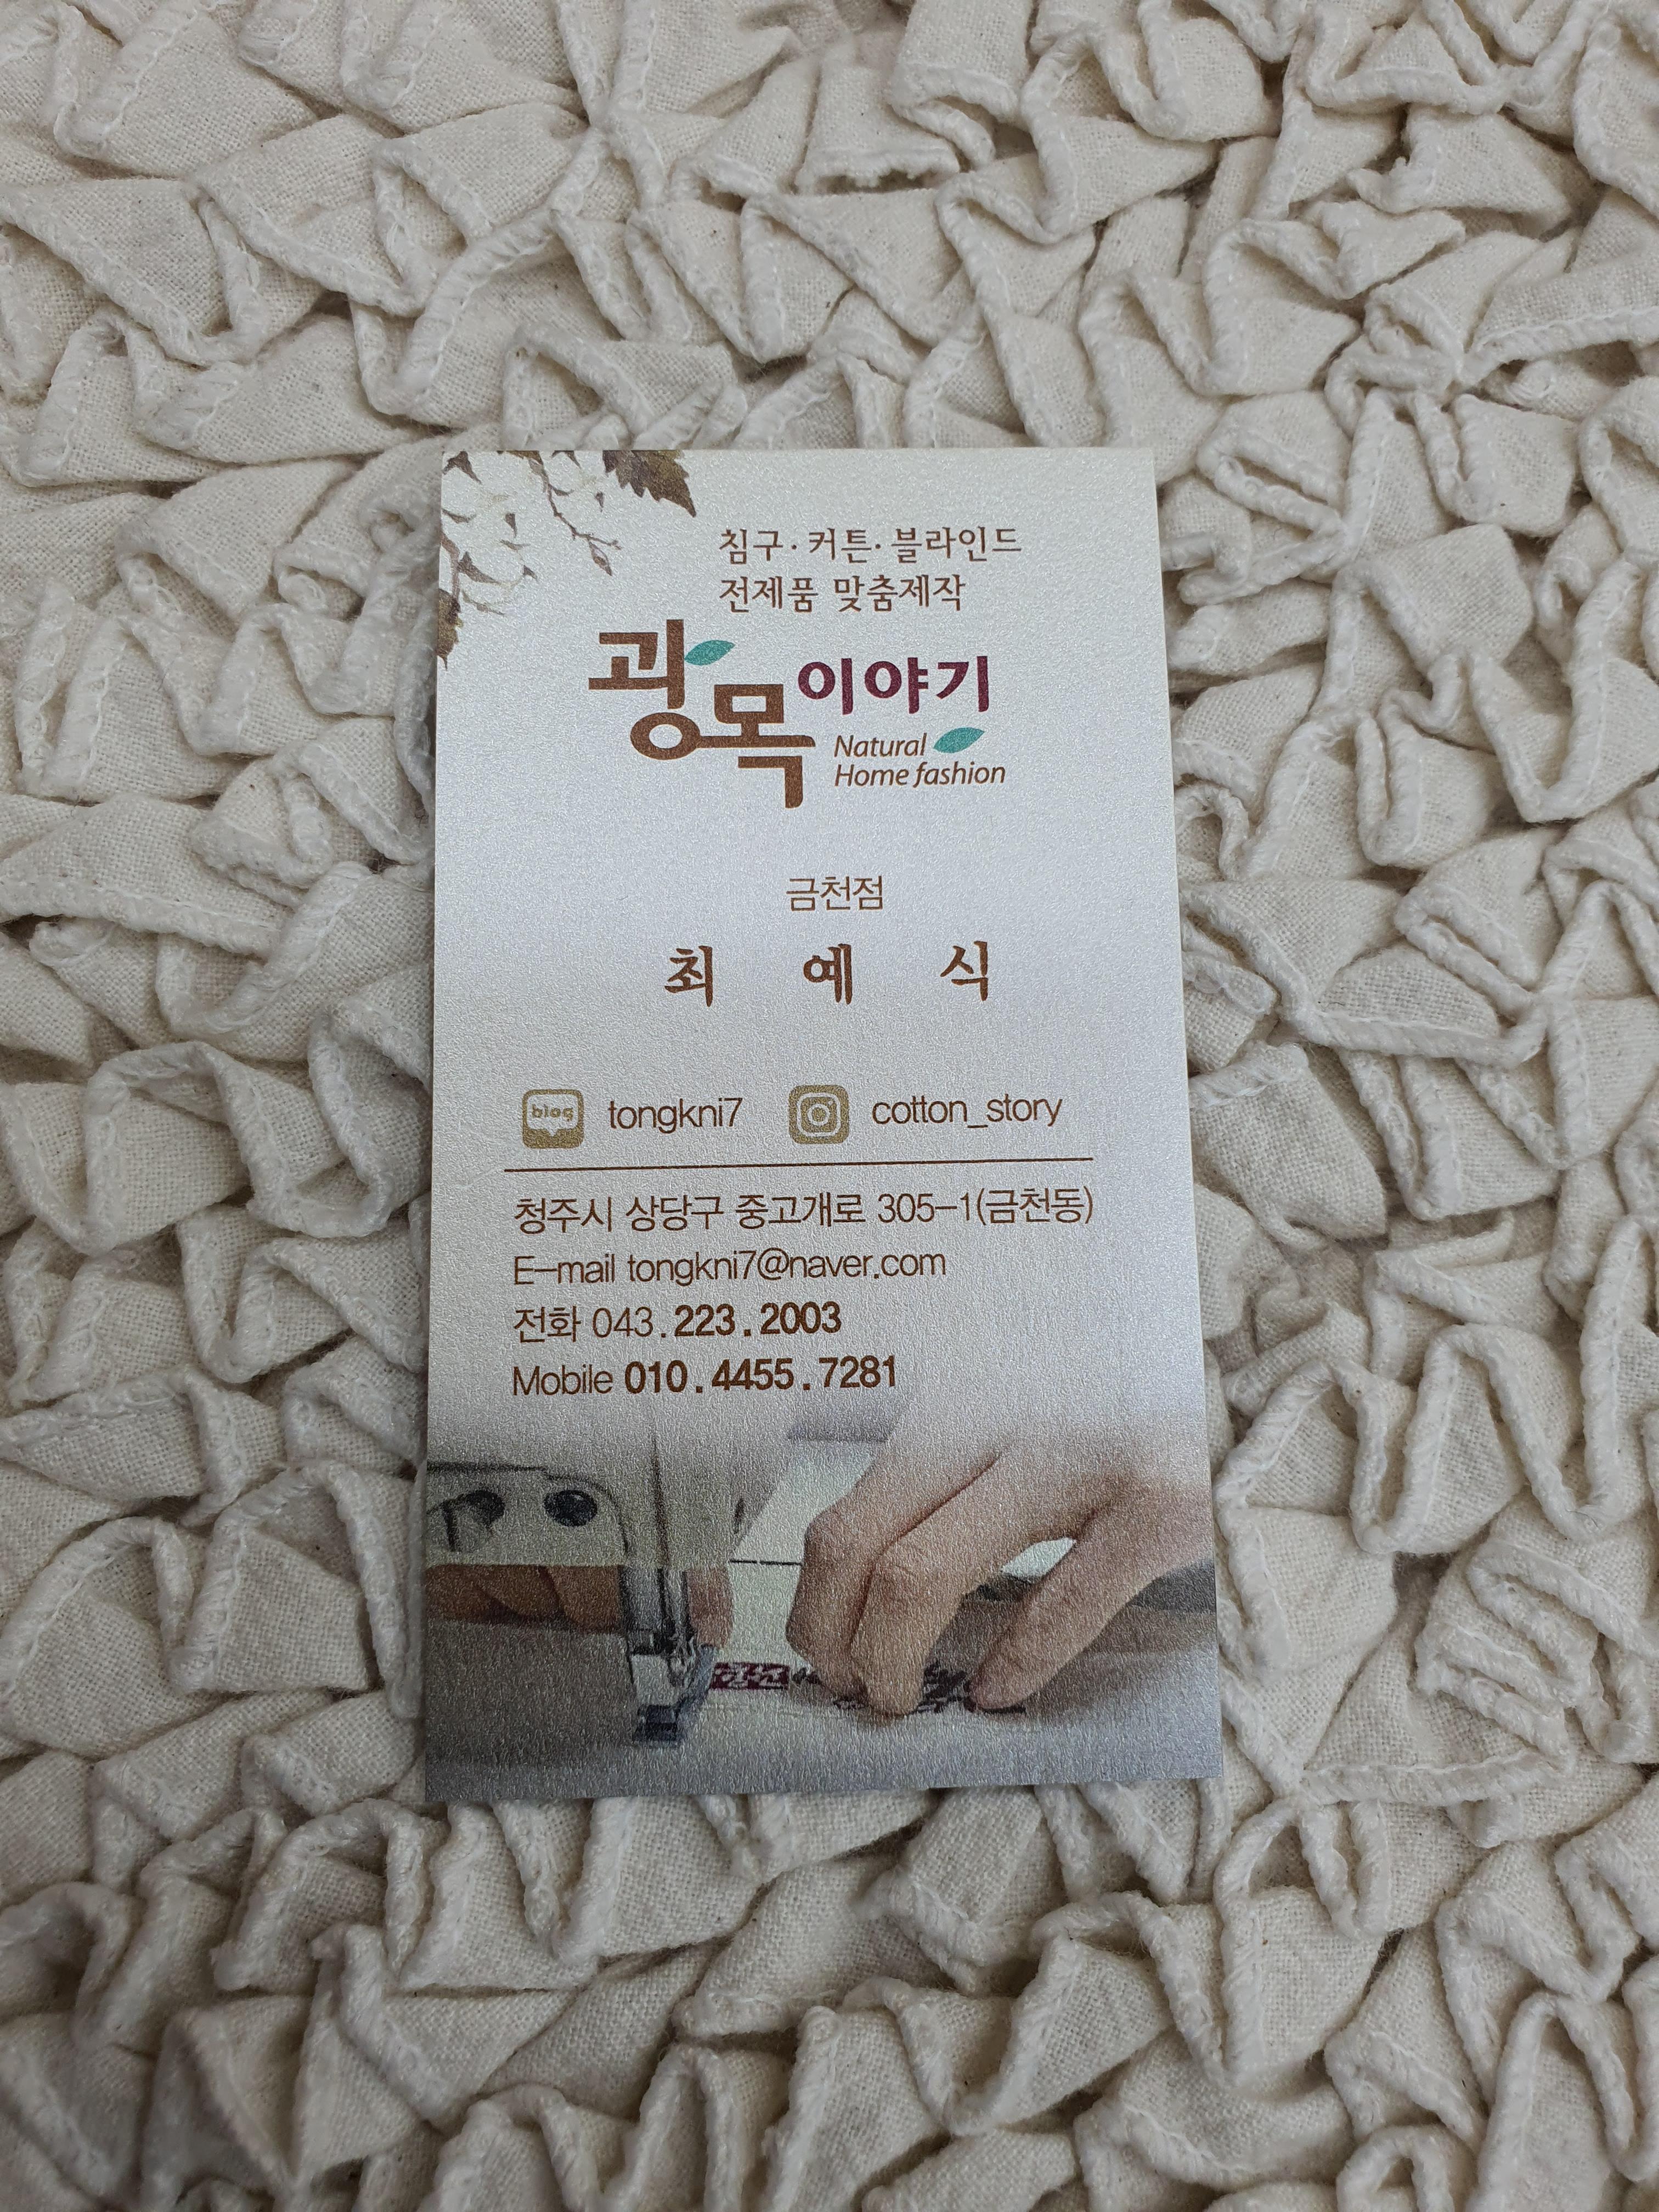 침구·커튼·블라인드
전제품 맞춤제작
광목이야기
Natural
Home fashion
금천점
최 예 식
blog tongkni7 cotton_story
청주시 상당구 중고개로 305-1(금천동)
E-mail tongkni7@naver.com
전화 043.223.2003
Mobile 010.4455.7281